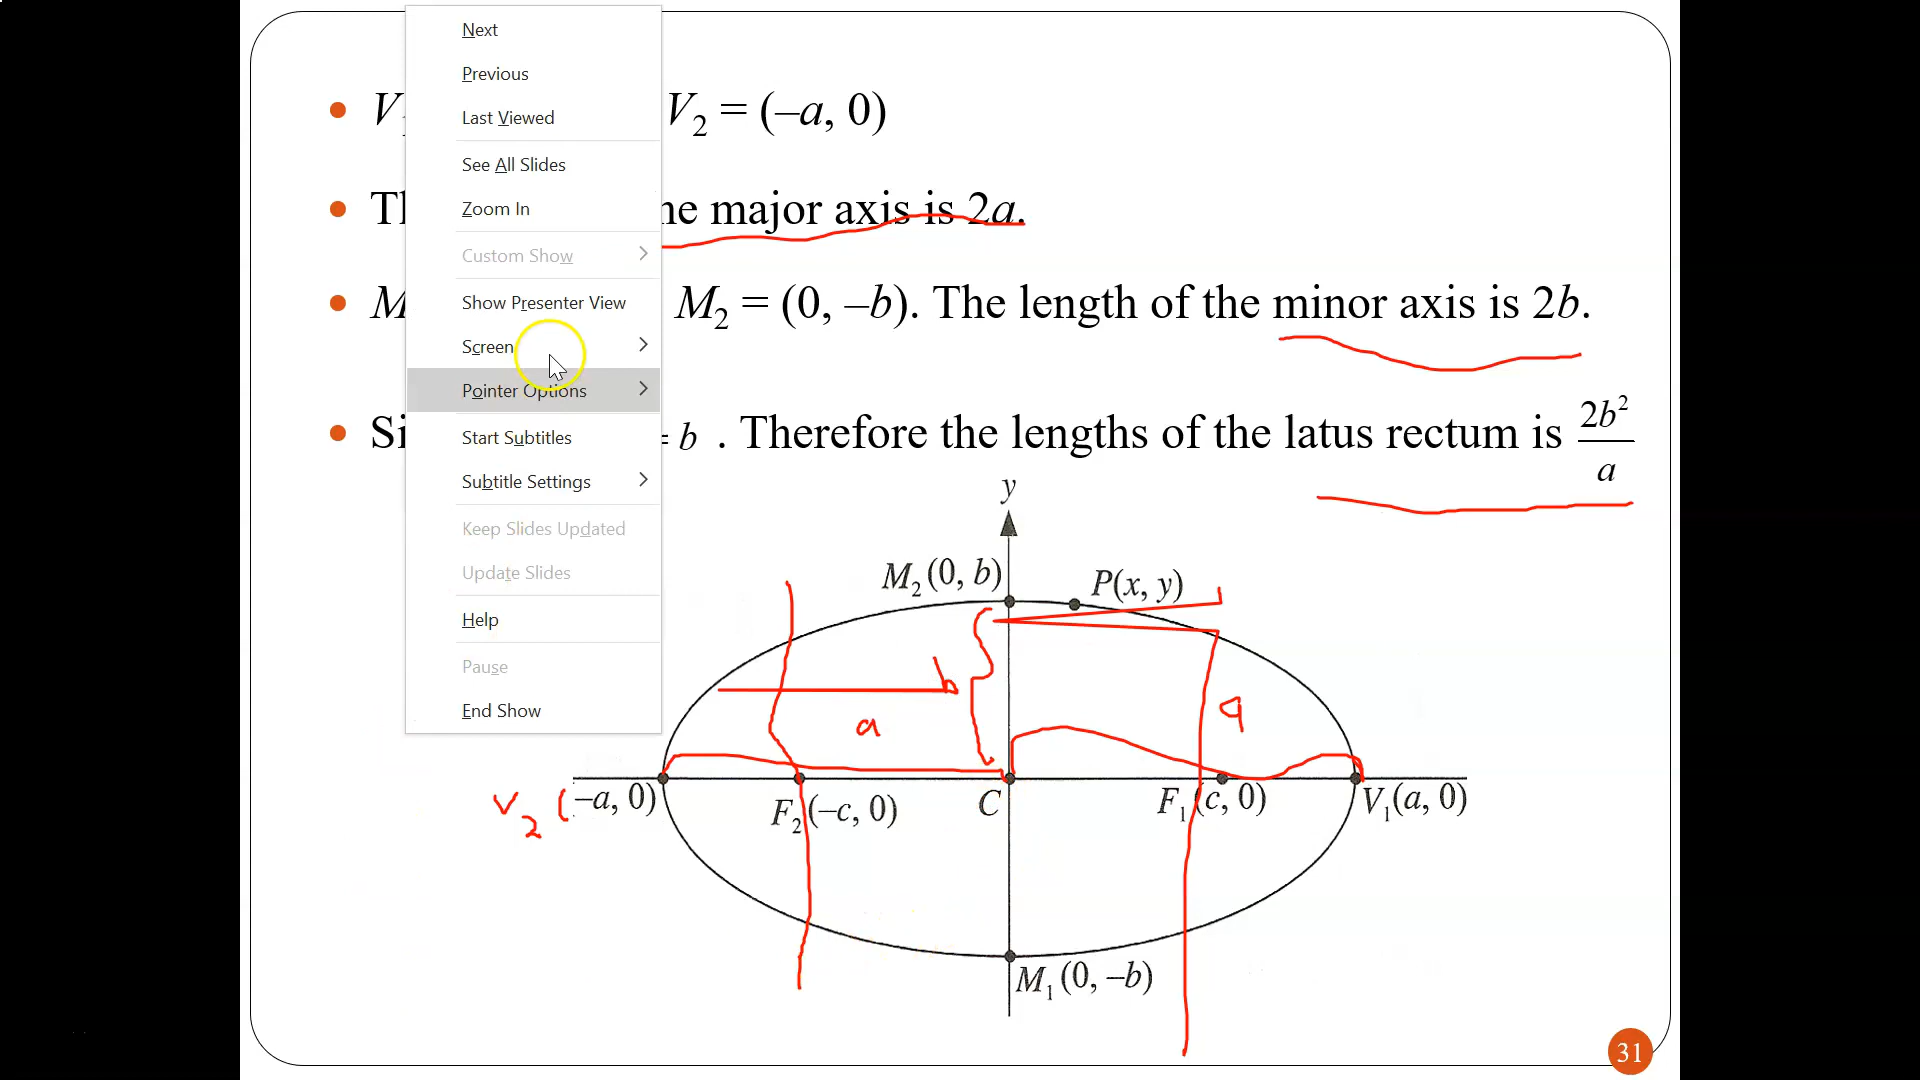 Next
Previous
Last Viewed
See All Slides
Zoom In
Custom Show
Show Presenter View
Screen
Pointer Options
Start Subtitles
Subtitle Settings
Keep Slides Updated
Update Slides
Help
Pause
End Show
• V V₂ = (–a, 0)
• major axis is 2a.
• M M₂ = (0, –b). The length of the minor axis is 2b.
• = b . Therefore the lengths of the latus rectum is 2b²/a
y
M₂(0, b) P(x, y)
b
a
a
V₂ (–a, 0) F₂(–c, 0) C F₁(c, 0) V₁(a, 0)
M₁(0, –b)
31